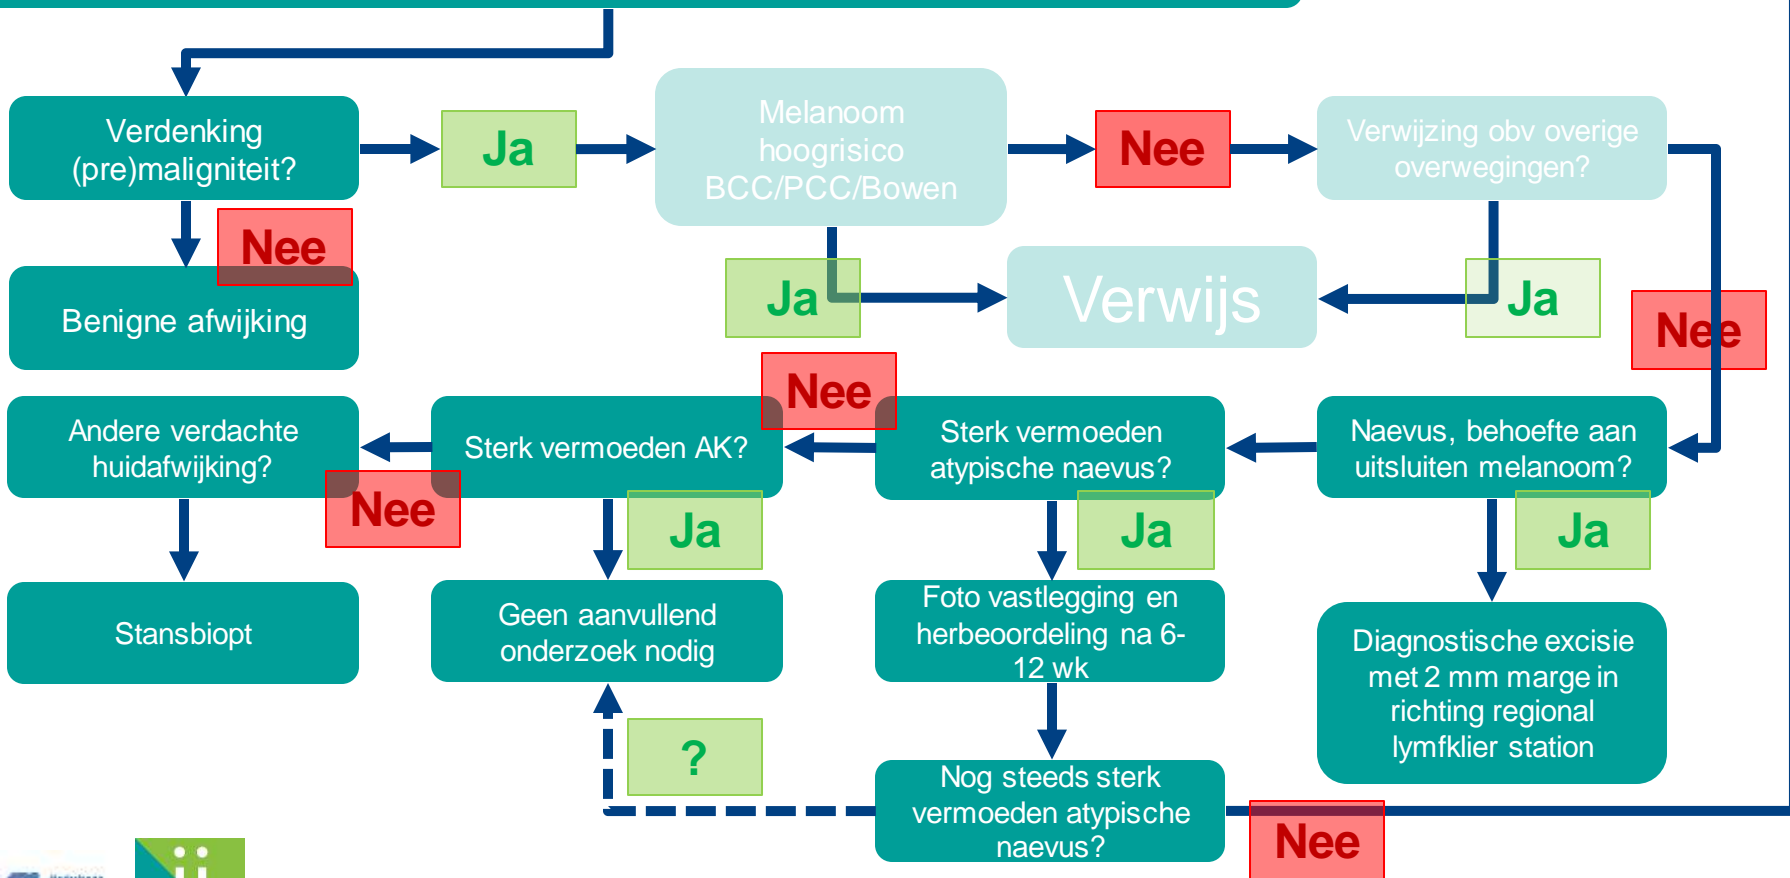 Verdenking
(pre)maligniteit?
Ja
Melanoom
hoogrisico
BCC/PCC/Bowen
Nee
Verwijzing obv overige
overwegingen?
Nee
Benigne afwijking
Ja
Verwijs
Ja
Nee
Andere verdachte
huidafwijking?
Nee
Sterk vermoeden AK?
Nee
Sterk vermoeden
atypische naevus?
Naevus, behoefte aan
uitsluiten melanoom?
Ja
Ja
Ja
Stansbiopt
Geen aanvullend
onderzoek nodig
Foto vastlegging en
herbeoordeling na 6-
12 wk
Diagnostische excisie
met 2 mm marge in
richting regional
lymfklier station
?
Nog steeds sterk
vermoeden atypische
naevus?
Nee